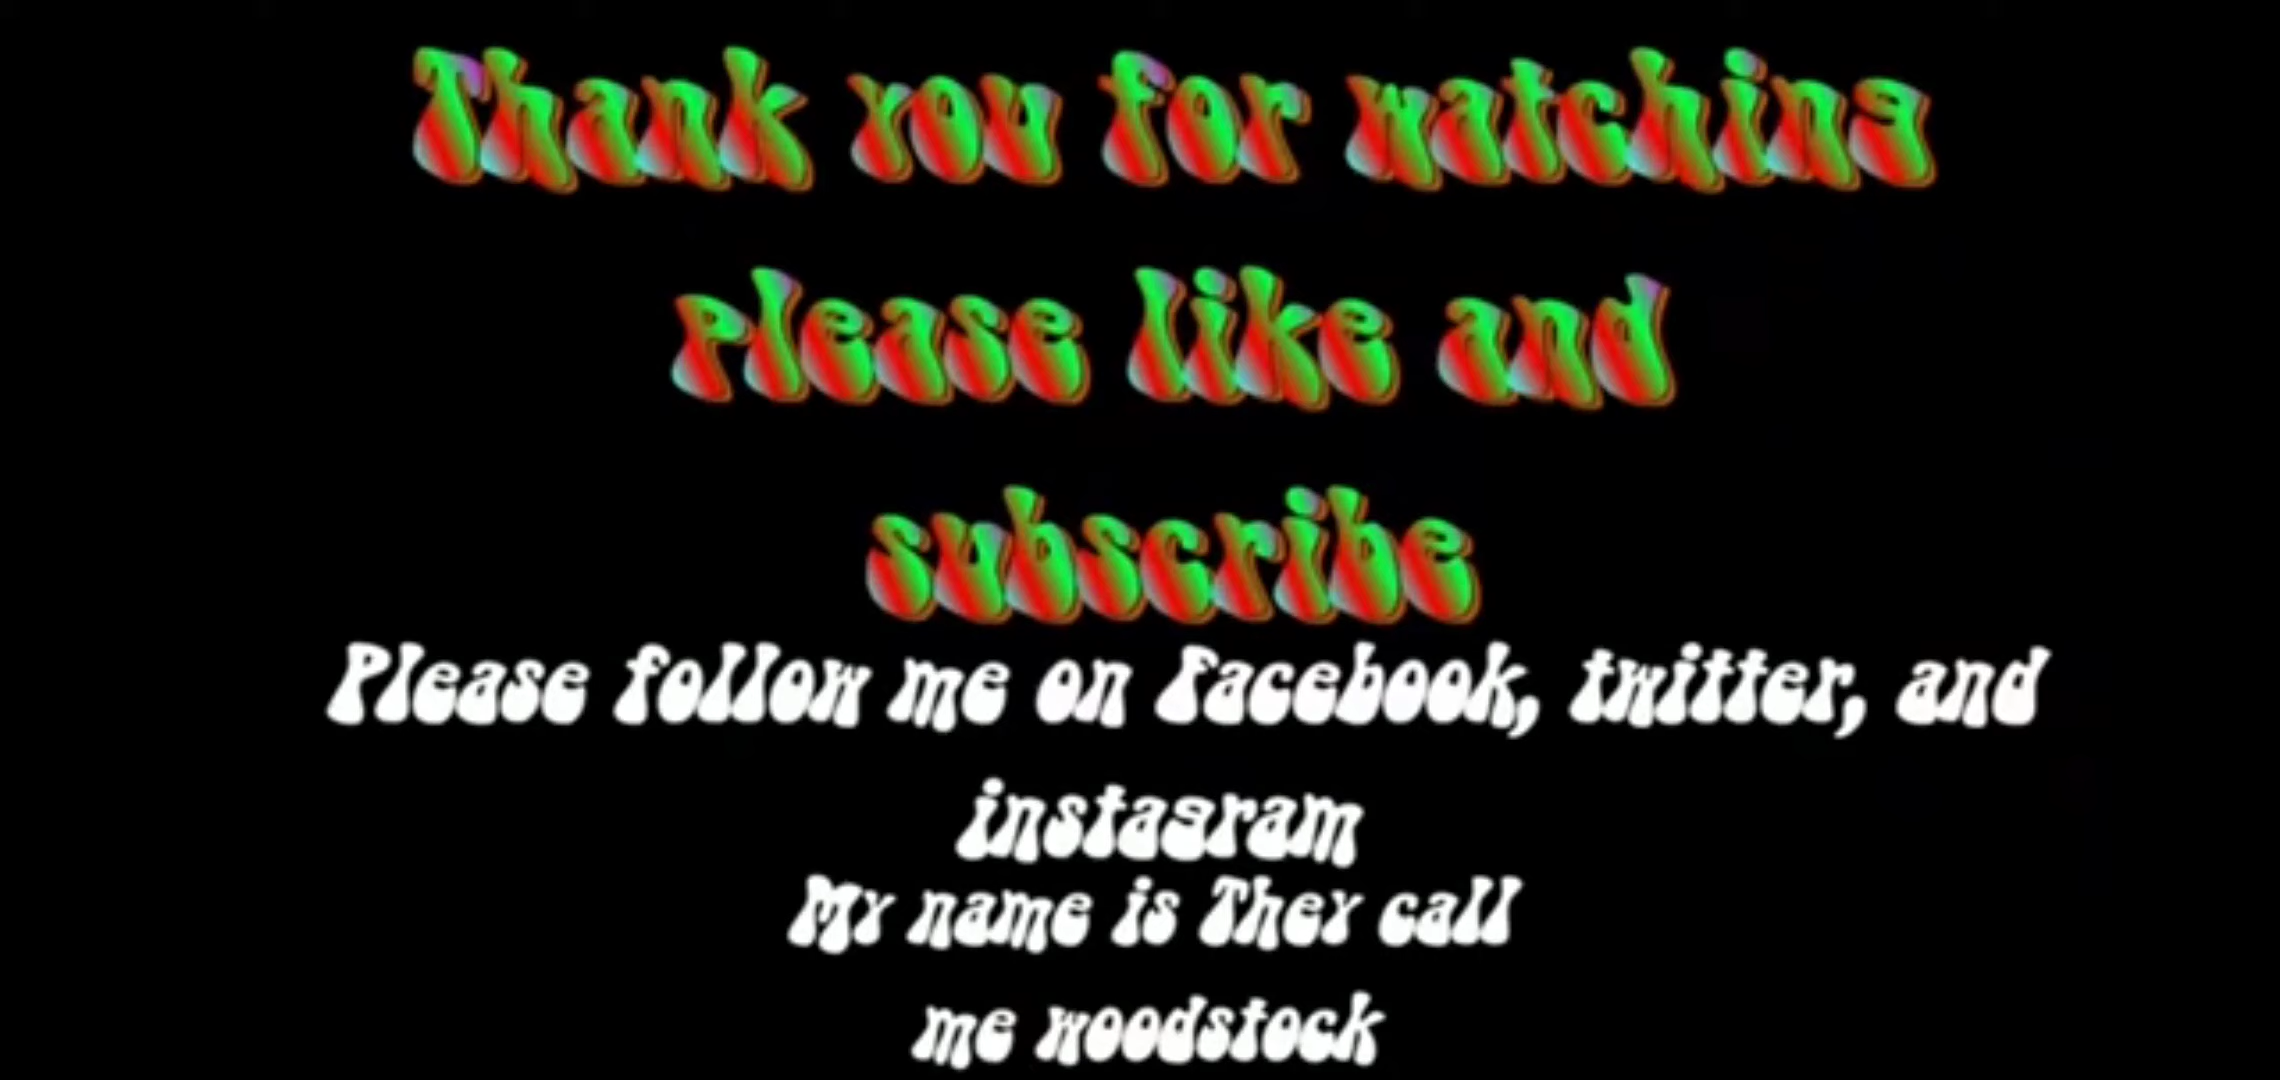 Thank you for watching
please like and
subscribe
Please follow me on Facebook, twitter, and
instagram
My name is They call
me woodstock